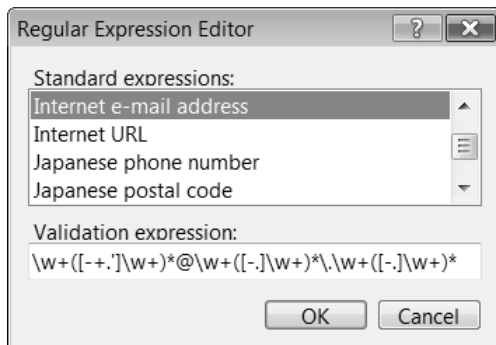 Regular Expression Editor
Standard expressions:
Internet e-mail address
Internet URL
Japanese phone number
Japanese postal code
Validation expression:
\w+([-+.']\w+)*@\w+([-.]\w+)*\.\w+([-.]\w+)*
OK Cancel